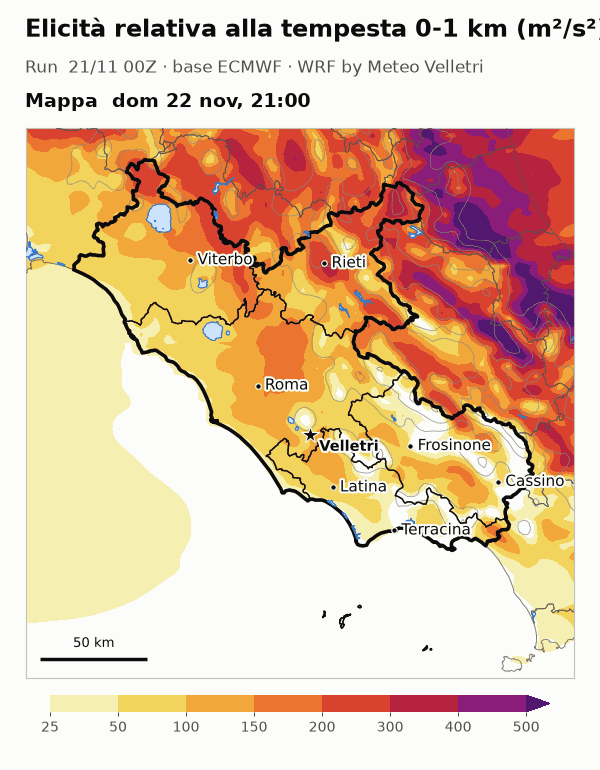 Elicità relativa alla tempesta 0-1 km (m²/s²)
Run 21/11 00Z · base ECMWF · WRF by Meteo Velletri
Mappa dom 22 nov, 21:00
Viterbo
Rieti
Roma
Velletri
Frosinone
Latina
Cassino
Terracina
50 km
25 50 100 150 200 300 400 500